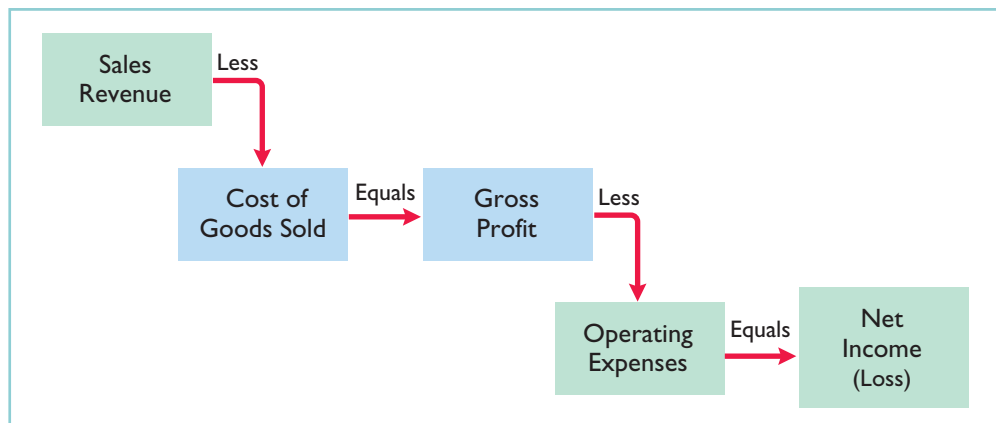 Sales
Revenue
Less
Cost of
Goods Sold
Equals
Gross
Profit
Less
Operating
Expenses
Equals
Net
Income
(Loss)